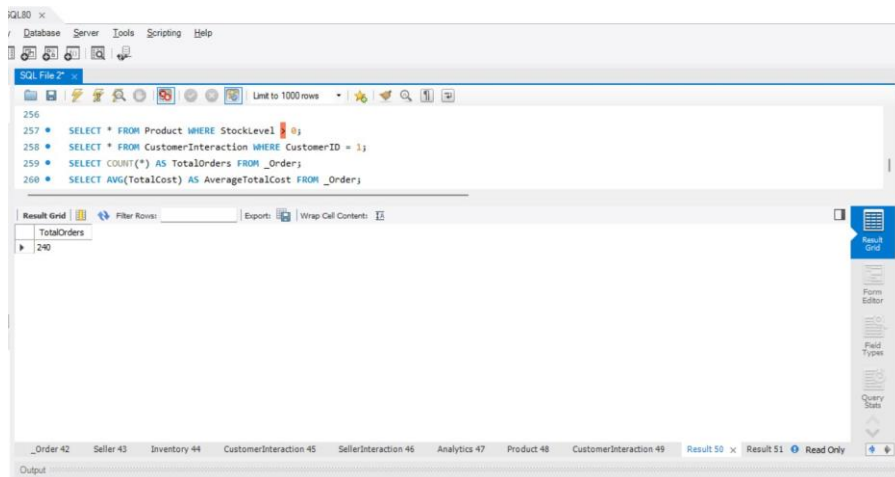 SQL80 ×
Database Server Tools Scripting Help
SQL File 2* ×
Limit to 1000 rows
256
257 SELECT * FROM Product WHERE StockLevel > 0;
258 SELECT * FROM CustomerInteraction WHERE CustomerID = 1;
259 SELECT COUNT(*) AS TotalOrders FROM _Order;
260 SELECT AVG(TotalCost) AS AverageTotalCost FROM _Order;
Result Grid Filter Rows: Export: Wrap Cell Content:
TotalOrders
240
Result
Grid
Form
Editor
Field
Types
Query
Stats
_Order 42 Seller 43 Inventory 44 CustomerInteraction 45 SellerInteraction 46 Analytics 47 Product 48 CustomerInteraction 49 Result 50 × Result 51 Read Only
Output